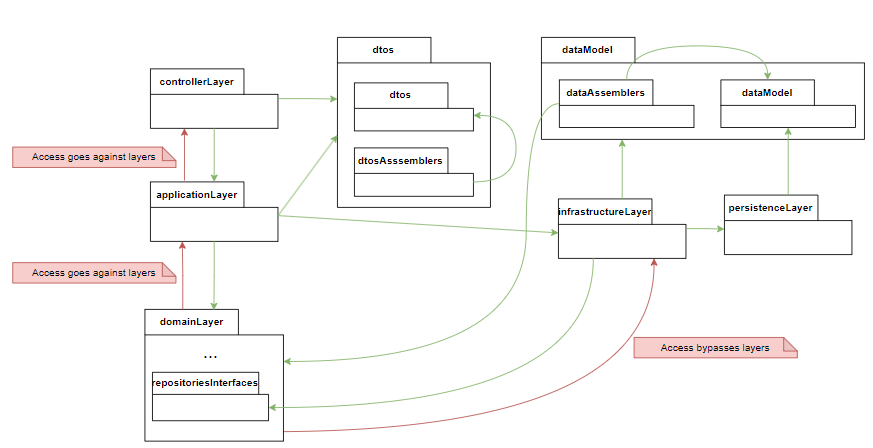 dtos
dataModel
controllerLayer
dataAssemblers
dataModel
dtos
Access goes against layers
dtosAsssemblers
applicationLayer
infrastructureLayer
persistenceLayer
Access goes against layers
domainLayer
...
Access bypasses layers
repositoriesInterfaces